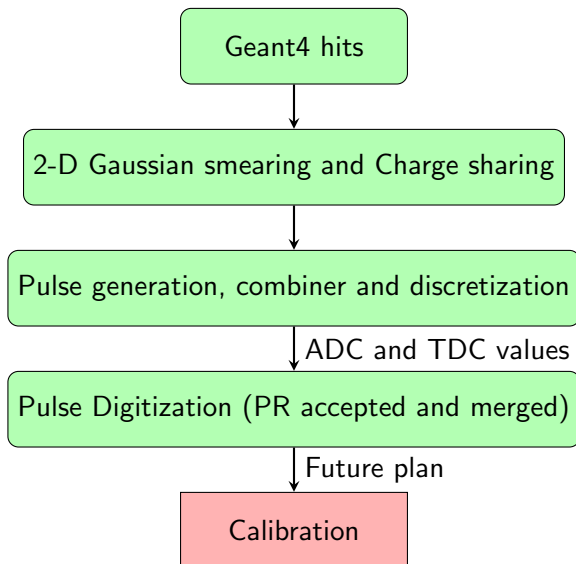 Geant4 hits
2-D Gaussian smearing and Charge sharing
Pulse generation, combiner and discretization
ADC and TDC values
Pulse Digitization (PR accepted and merged)
Future plan
Calibration